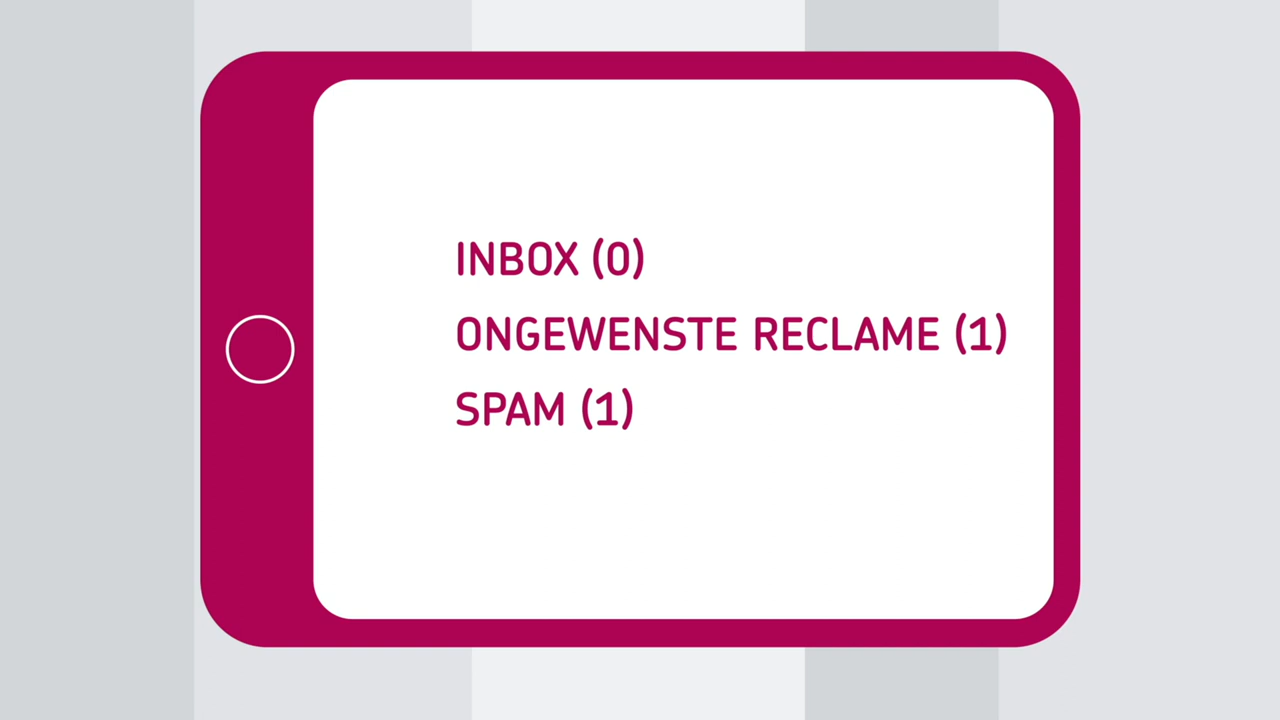 INBOX (0)
ONGEWENSTE RECLAME (1)
SPAM (1)